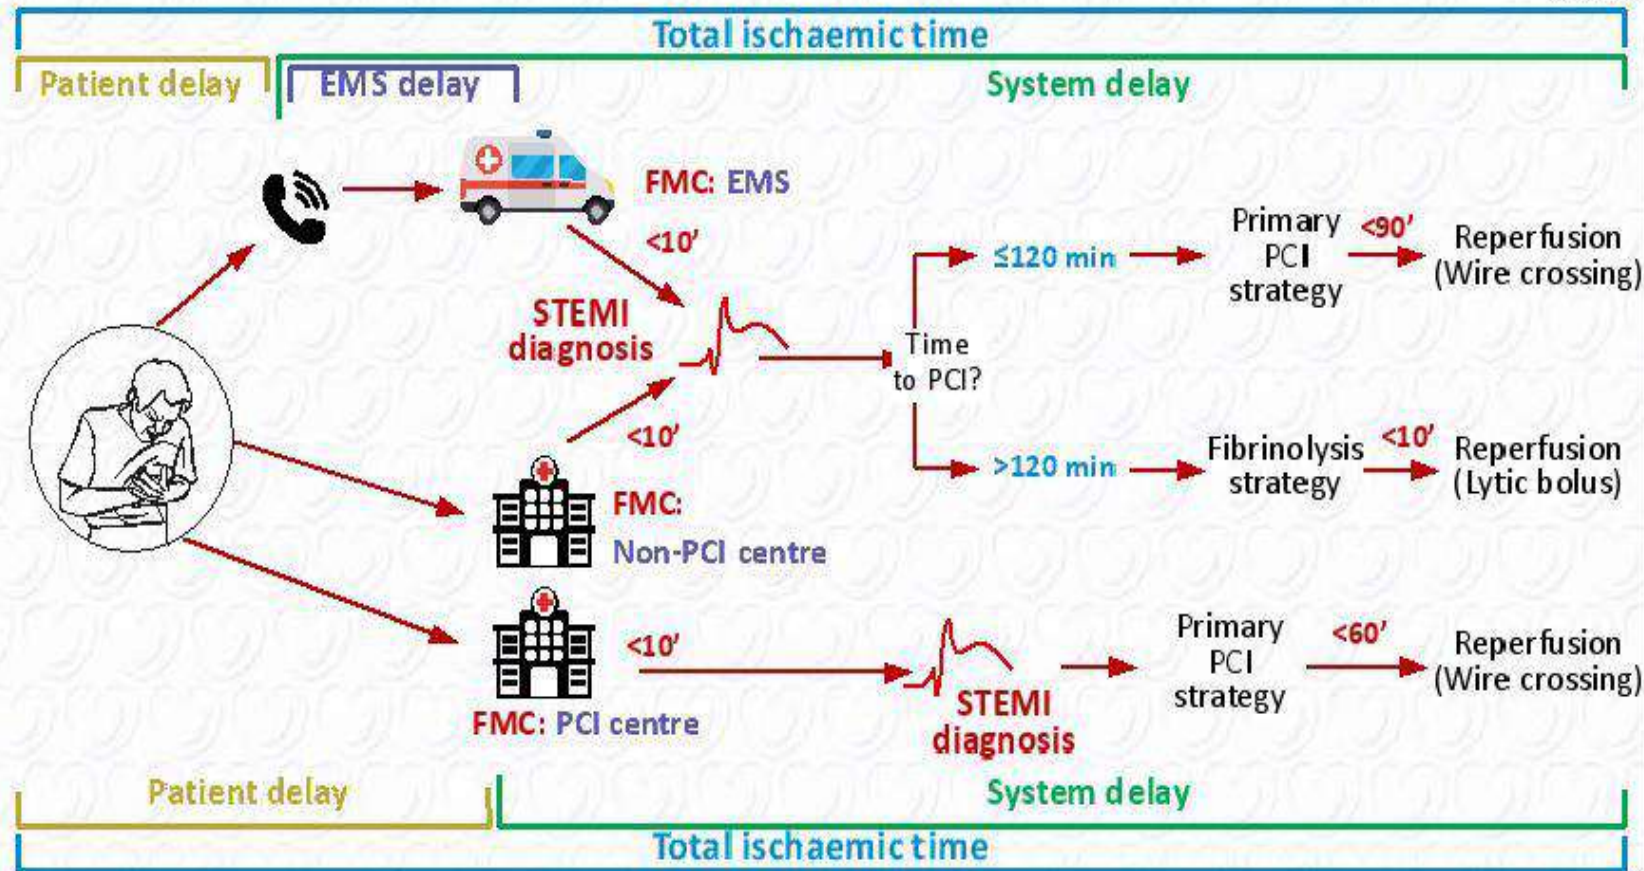 Total ischaemic time
Patient delay
EMS delay
System delay
FMC: EMS
<10’
STEMI
diagnosis
<10’
FMC:
Non-PCI centre
Time
to PCI?
≤120 min
Primary
PCI
strategy
<90’
Reperfusion
(Wire crossing)
>120 min
Fibrinolysis
strategy
<10’
Reperfusion
(Lytic bolus)
FMC: PCI centre
<10’
STEMI
diagnosis
Primary
PCI
strategy
<60’
Reperfusion
(Wire crossing)
Patient delay
System delay
Total ischaemic time